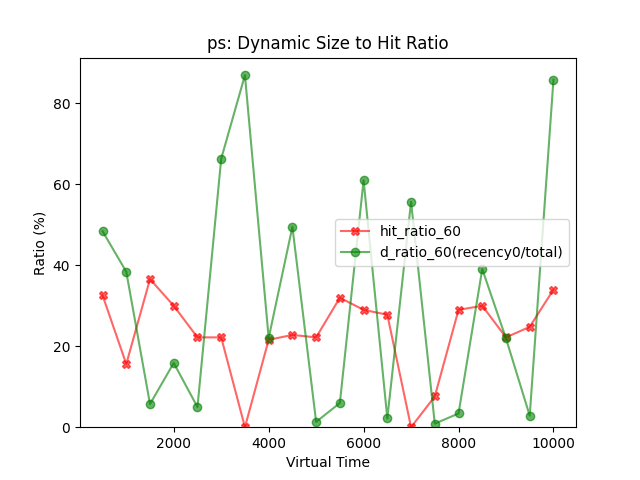 ps: Dynamic Size to Hit Ratio
Ratio (%)
80
60
40
20
0
hit_ratio_60
d_ratio_60(recency0/total)
2000 4000 6000 8000 10000
Virtual Time